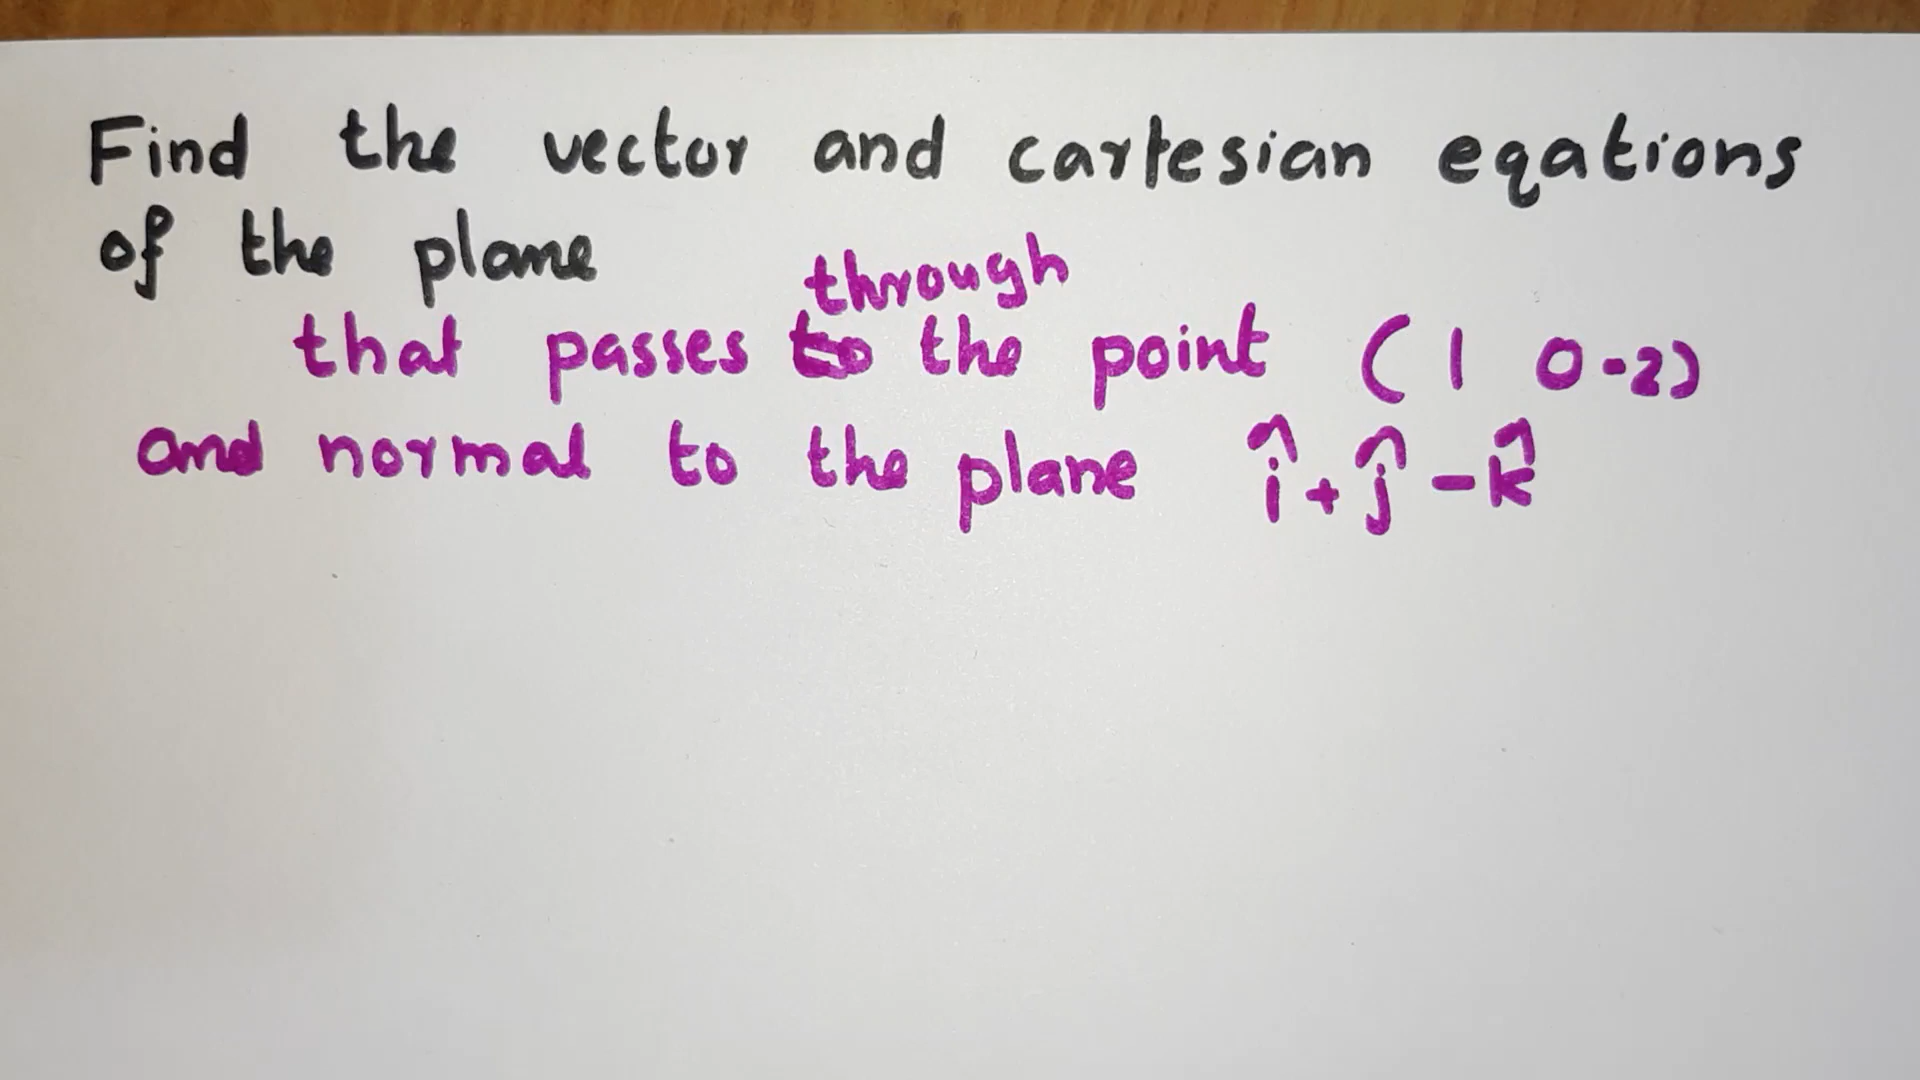 Find the vector and cartesian eqations
of the plane
through
that passes to the point (1 0 -2)
and normal to the plane î + ĵ - k̂